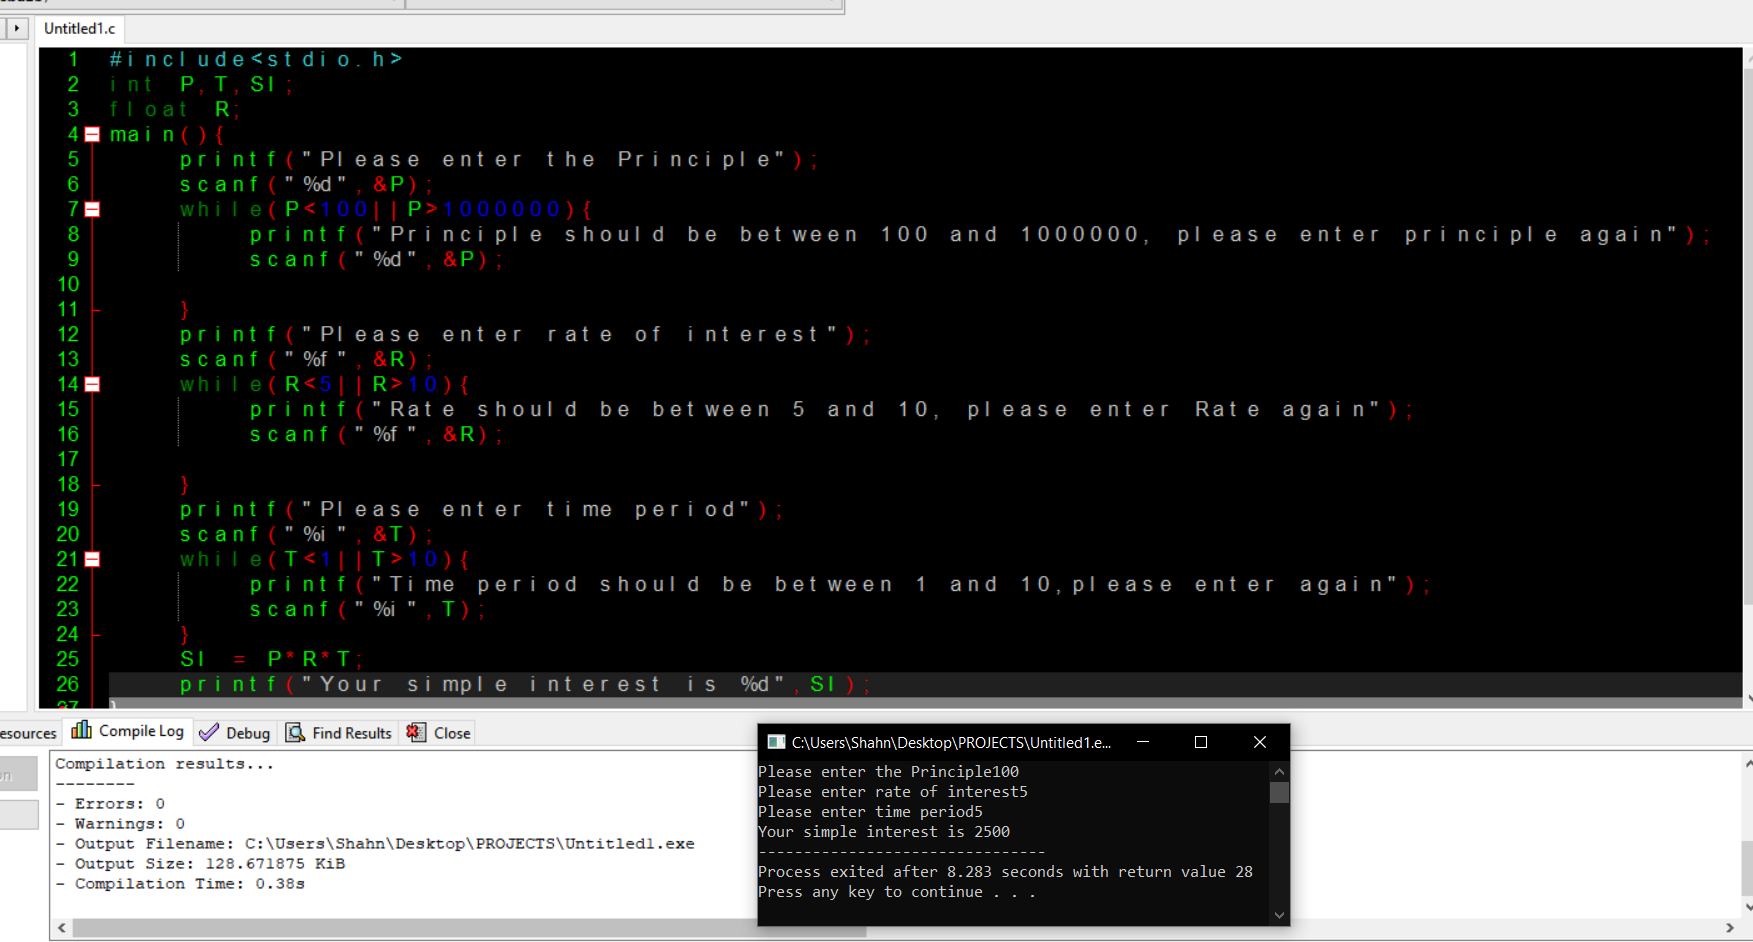 Untitled1.c
1 #include<stdio.h>
2 int P,T,SI;
3 float R;
4 main(){
5 printf("Please enter the Principle");
6 scanf("%d",&P);
7 while(P<100||P>1000000){
8 printf("Principle should be between 100 and 1000000, please enter principle again");
9 scanf("%d",&P);
10
11 }
12 printf("Please enter rate of interest");
13 scanf("%f",&R);
14 while(R<5||R>10){
15 printf("Rate should be between 5 and 10, please enter Rate again");
16 scanf("%f",&R);
17
18 }
19 printf("Please enter time period");
20 scanf("%i",&T);
21 while(T<1||T>10){
22 printf("Time period should be between 1 and 10,please enter again");
23 scanf("%i",T);
24 }
25 SI = P*R*T;
26 printf("Your simple interest is %d",SI);
27 }
esources Compile Log Debug Find Results Close
Compilation results...
--------
- Errors: 0
- Warnings: 0
- Output Filename: C:\Users\Shahn\Desktop\PROJECTS\Untitled1.exe
- Output Size: 128.671875 KiB
- Compilation Time: 0.38s
C:\Users\Shahn\Desktop\PROJECTS\Untitled1.e...
Please enter the Principle100
Please enter rate of interest5
Please enter time period5
Your simple interest is 2500
--------------------------------
Process exited after 8.283 seconds with return value 28
Press any key to continue . . .